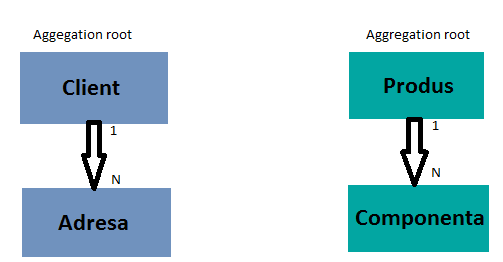 Aggegation root
Client
1
N
Adresa
Aggregation root
Produs
1
N
Componenta